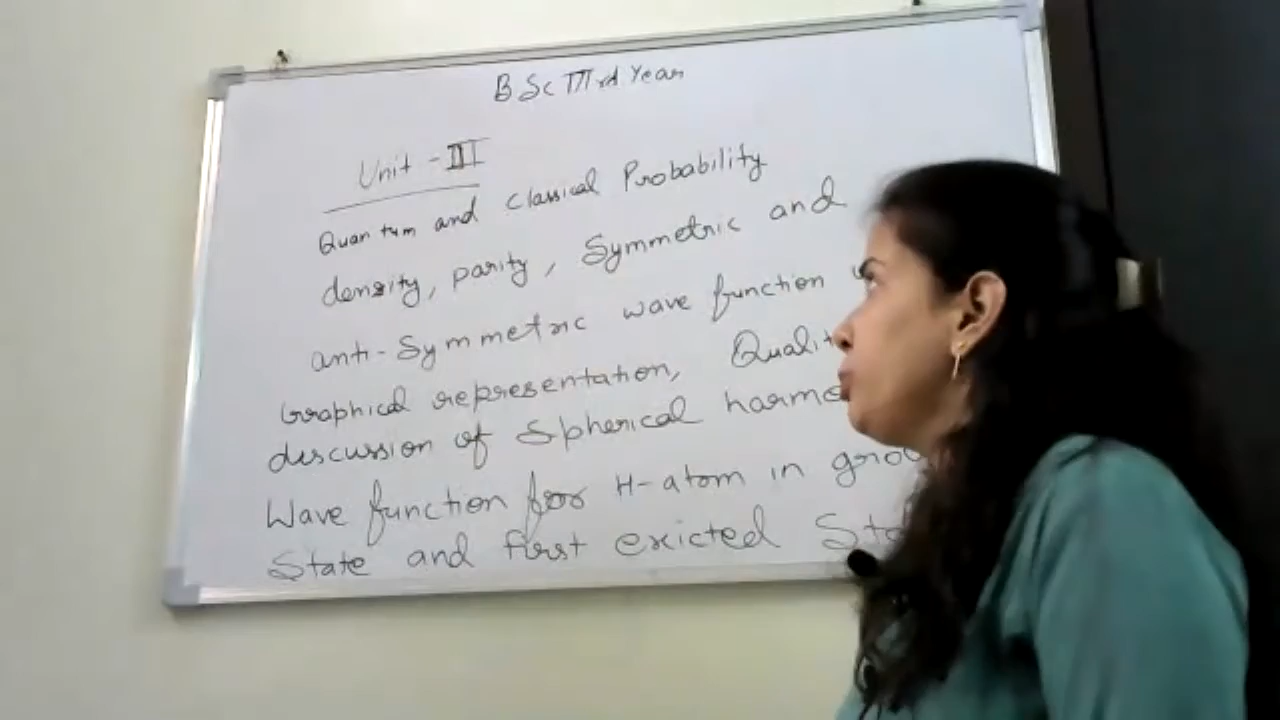 B Sc IIIrd Year
Unit - III
Quantum and Classical Probability
density, parity, Symmetric and
anti-Symmetric wave function
Graphical representation,
discussion of Spherical
Wave function for H-atom in
State and first exicted